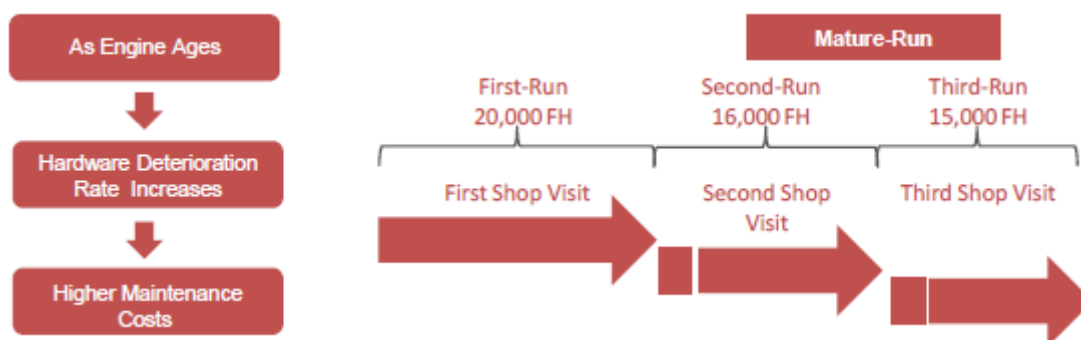 As Engine Ages
Hardware Deterioration
Rate Increases
Higher Maintenance
Costs
Mature-Run
First-Run
20,000 FH
Second-Run
16,000 FH
Third-Run
15,000 FH
First Shop Visit
Second Shop
Visit
Third Shop Visit